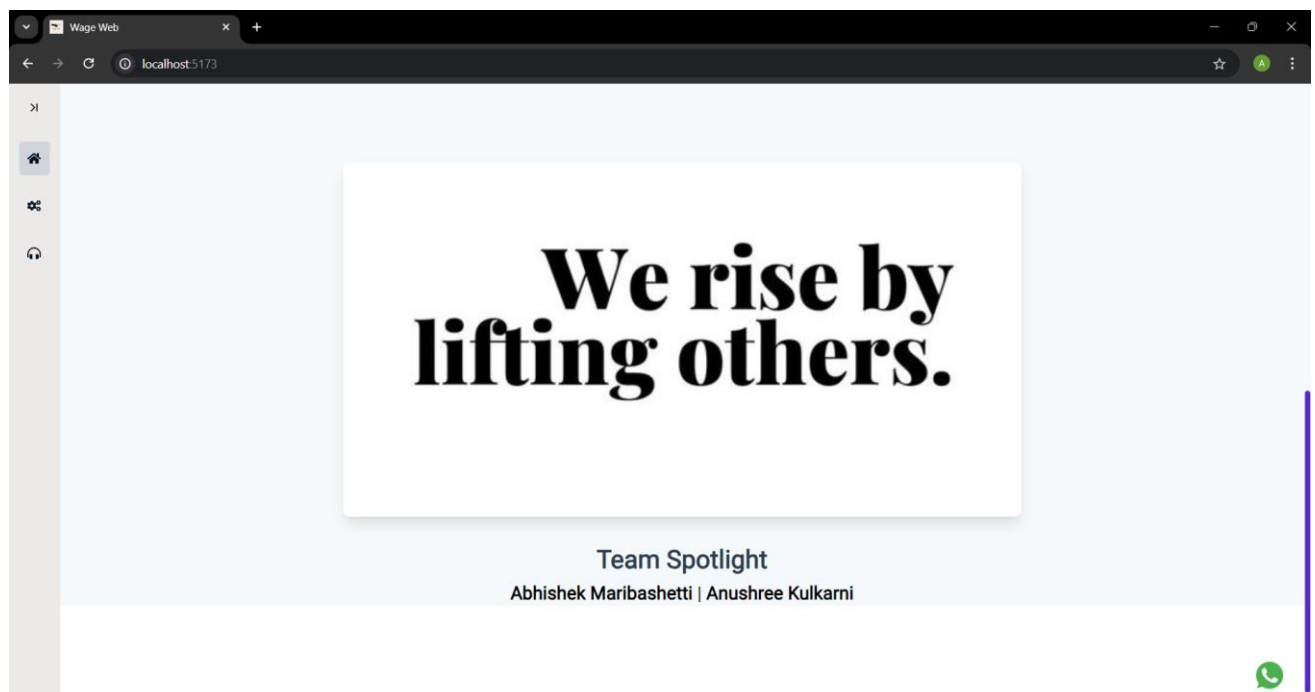 Wage Web
localhost:5173
A
We rise by
lifting others.
Team Spotlight
Abhishek Maribashetti | Anushree Kulkarni